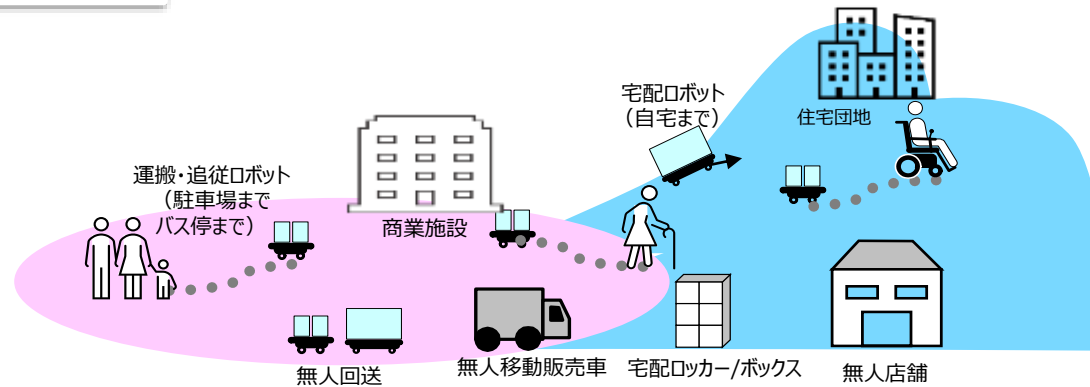 宅配ロボット
（自宅まで）
住宅団地
運搬・追従ロボット
（駐車場まで
バス停まで）
商業施設
無人回送
無人移動販売車
宅配ロッカー/ボックス
無人店舗